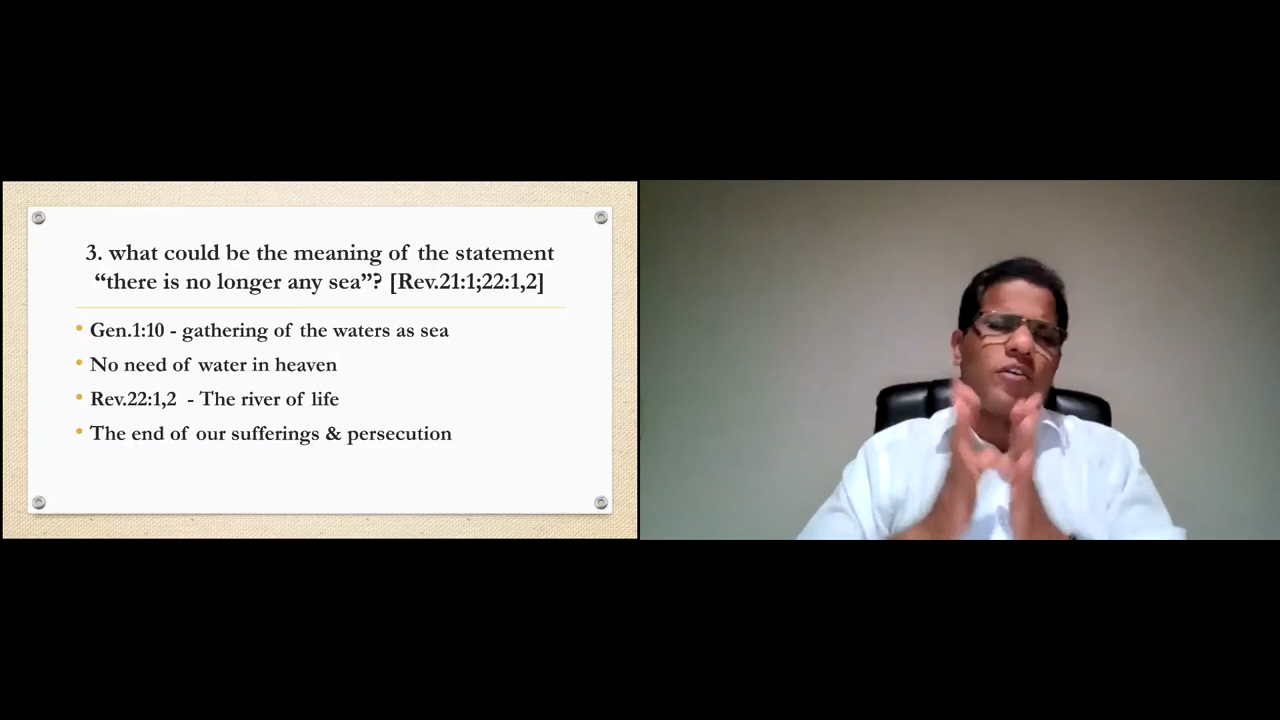 3. what could be the meaning of the statement
“there is no longer any sea”? [Rev.21:1;22:1,2]
• Gen.1:10 - gathering of the waters as sea
• No need of water in heaven
• Rev.22:1,2 - The river of life
• The end of our sufferings & persecution